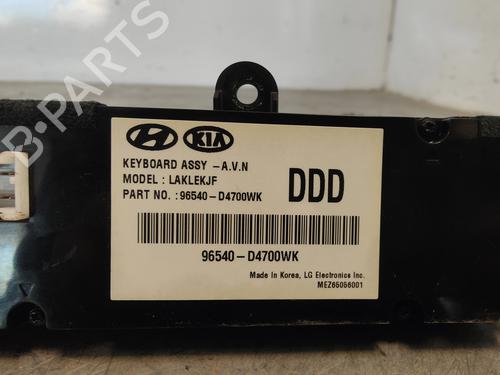 B-PARTS
KIA
KEYBOARD ASSY -A.V.N
MODEL : LAKLEKJF
DDD
PART NO. :96540-D4700WK
96540-D4700WK
Made in Korea, LG Electronics Inc.
MEZ65056001